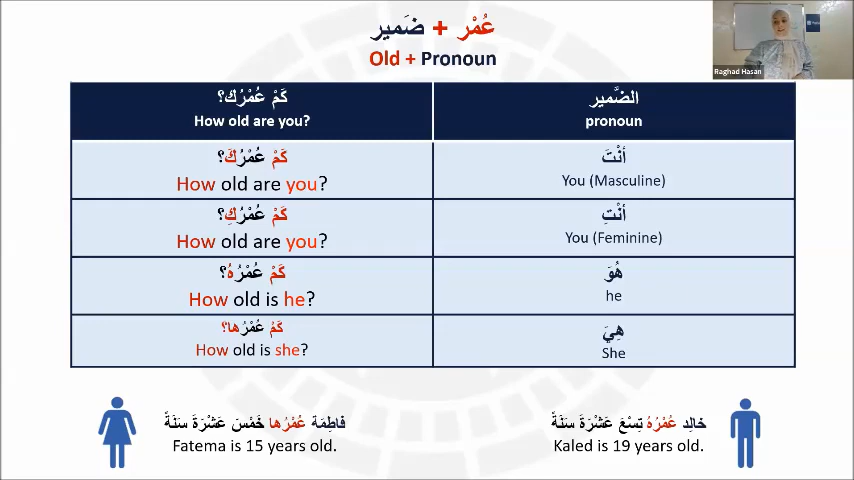 عُمْر + ضَمير
Old + Pronoun
Raghad Hasan
كَمْ عُمْرُك؟
How old are you?
الضَّمير
pronoun
كَمْ عُمْرُكَ؟
How old are you?
أنْتَ
You (Masculine)
كَمْ عُمْرُكِ؟
How old are you?
أنْتِ
You (Feminine)
كَمْ عُمْرُهُ؟
How old is he?
هُوَ
he
كَمْ عُمْرُها؟
How old is she?
هِيَ
She
فَاطِمَة عُمْرُها خَمْسَ عَشْرَةَ سَنَةً
Fatema is 15 years old.
خالِد عُمْرُهُ تِسْعَ عَشْرَةَ سَنَةً
Kaled is 19 years old.